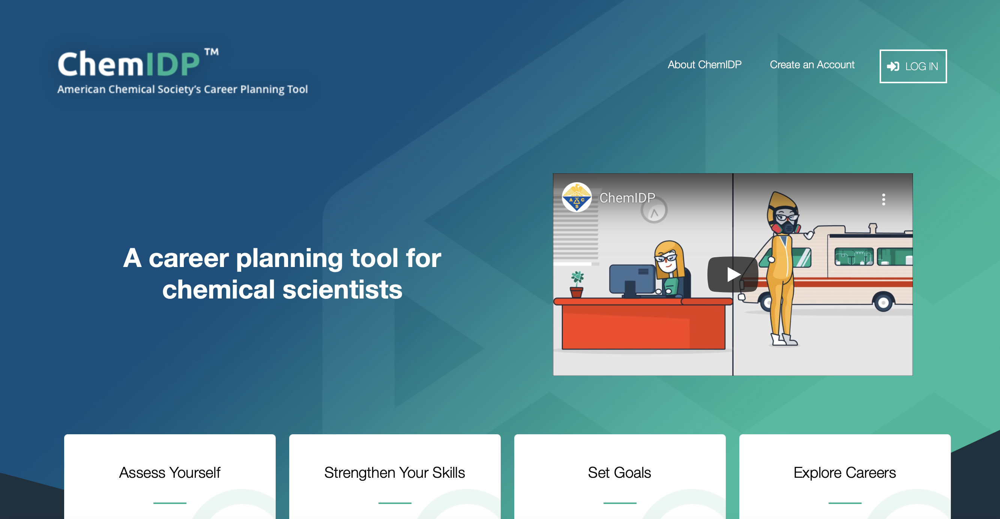 ChemIDP™
American Chemical Society's Career Planning Tool
About ChemIDP
Create an Account
LOG IN
A career planning tool for
chemical scientists
ACS
ChemIDP
Assess Yourself
Strengthen Your Skills
Set Goals
Explore Careers